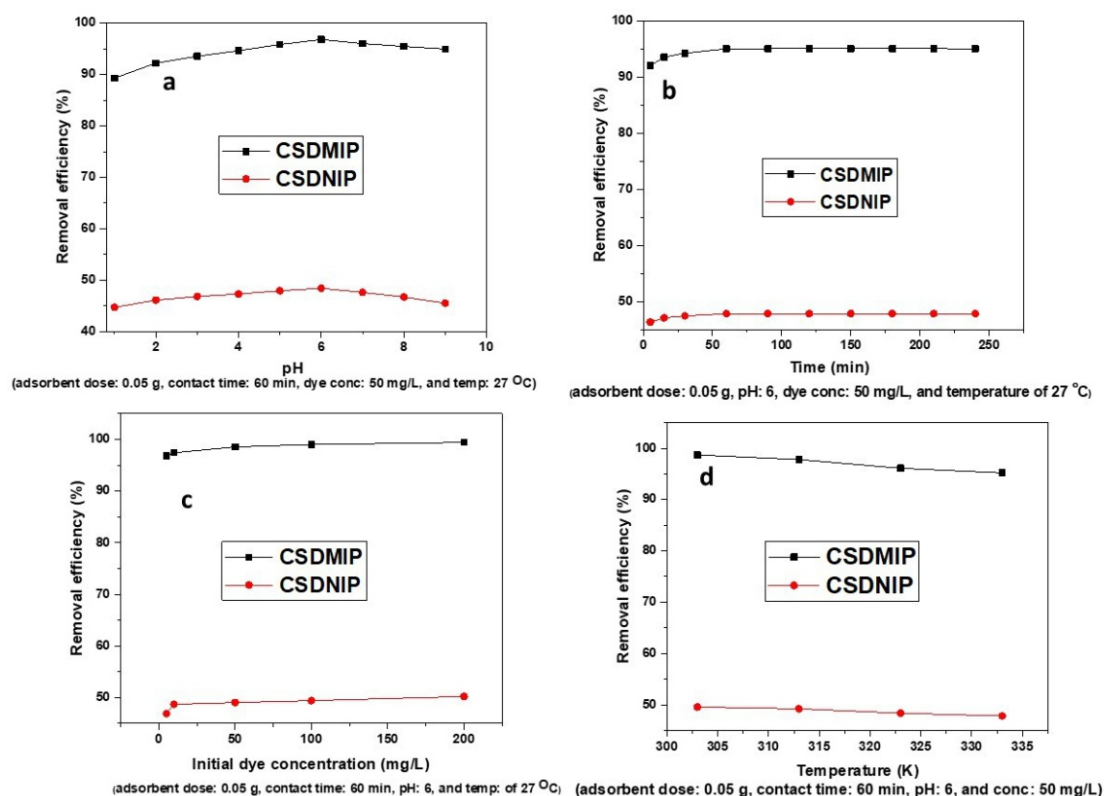 100
90
80
70
60
50
40
Removal efficiency (%)
a
CSDMIP
CSDNIP
2
4
6
8
10
pH
(adsorbent dose: 0.05 g, contact time: 60 min, dye conc: 50 mg/L, and temp: 27 OC)
100
90
80
70
60
50
Removal efficiency (%)
b
CSDMIP
CSDNIP
0
50
100
150
200
250
Time (min)
(adsorbent dose: 0.05 g, pH: 6, dye conc: 50 mg/L, and temperature of 27 °C)
100
90
80
70
60
50
Removal efficiency (%)
c
CSDMIP
CSDNIP
0
50
100
150
200
Initial dye concentration (mg/L)
(adsorbent dose: 0.05 g, contact time: 60 min, pH: 6, and temp: of 27 OC)
100
90
80
70
60
50
Removal efficiency (%)
d
CSDMIP
CSDNIP
300
305
310
315
320
325
330
335
Temperature (K)
(adsorbent dose: 0.05 g, contact time: 60 min, pH: 6, and conc: 50 mg/L)